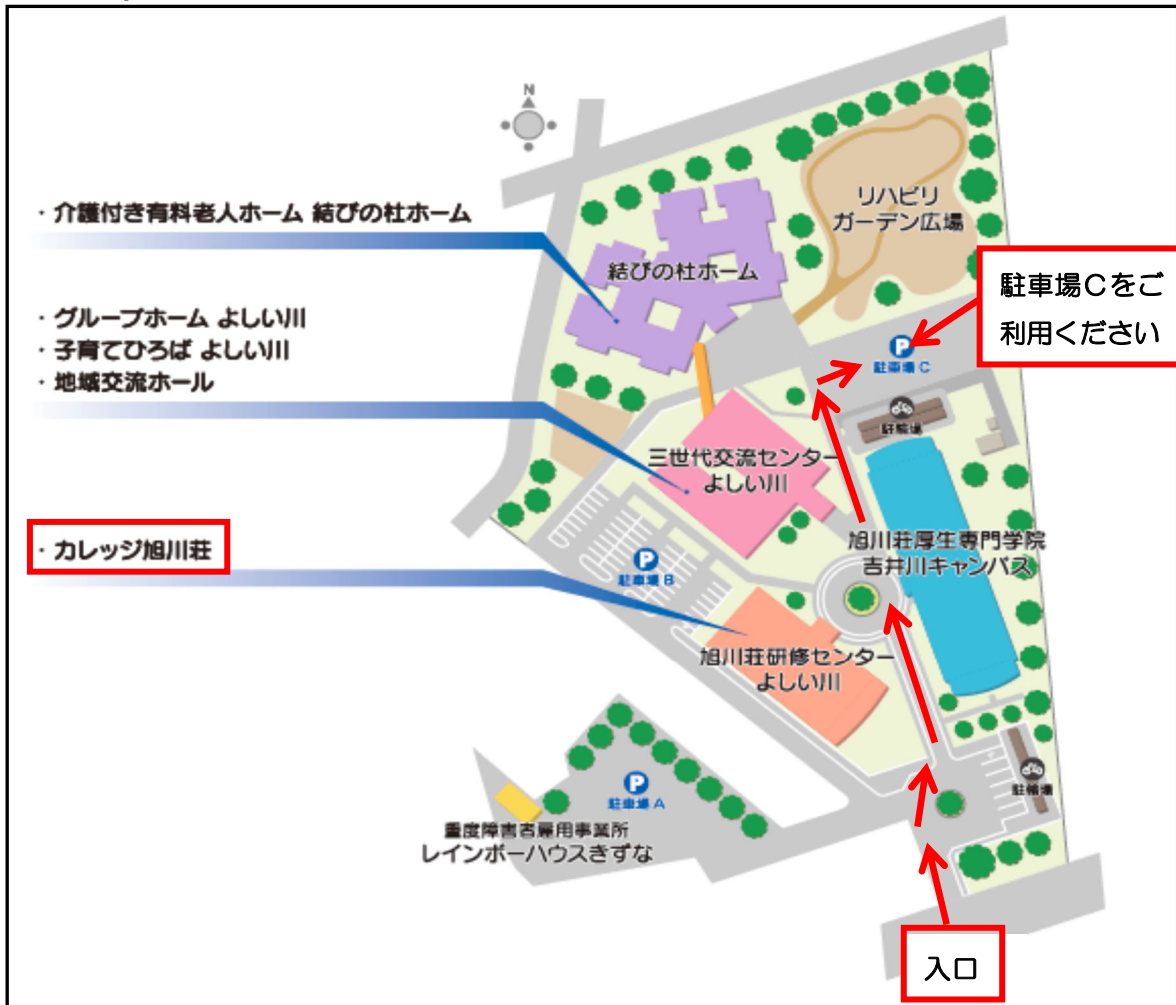 N
・介護付き有料老人ホーム 結びの杜ホーム
・グループホーム よしい川
・子育てひろば よしい川
・地域交流ホール
・カレッジ旭川荘
リハビリ
ガーデン広場
結びの杜ホーム
駐車場Cをご
利用ください
P
駐車場 C
駐輪場
三世代交流センター
よしい川
旭川荘厚生専門学院
吉井川キャンパス
P
駐車場 B
旭川荘研修センター
よしい川
P
駐車場 A
駐輪場
重度障害者雇用事業所
レインボーハウスきずな
入口